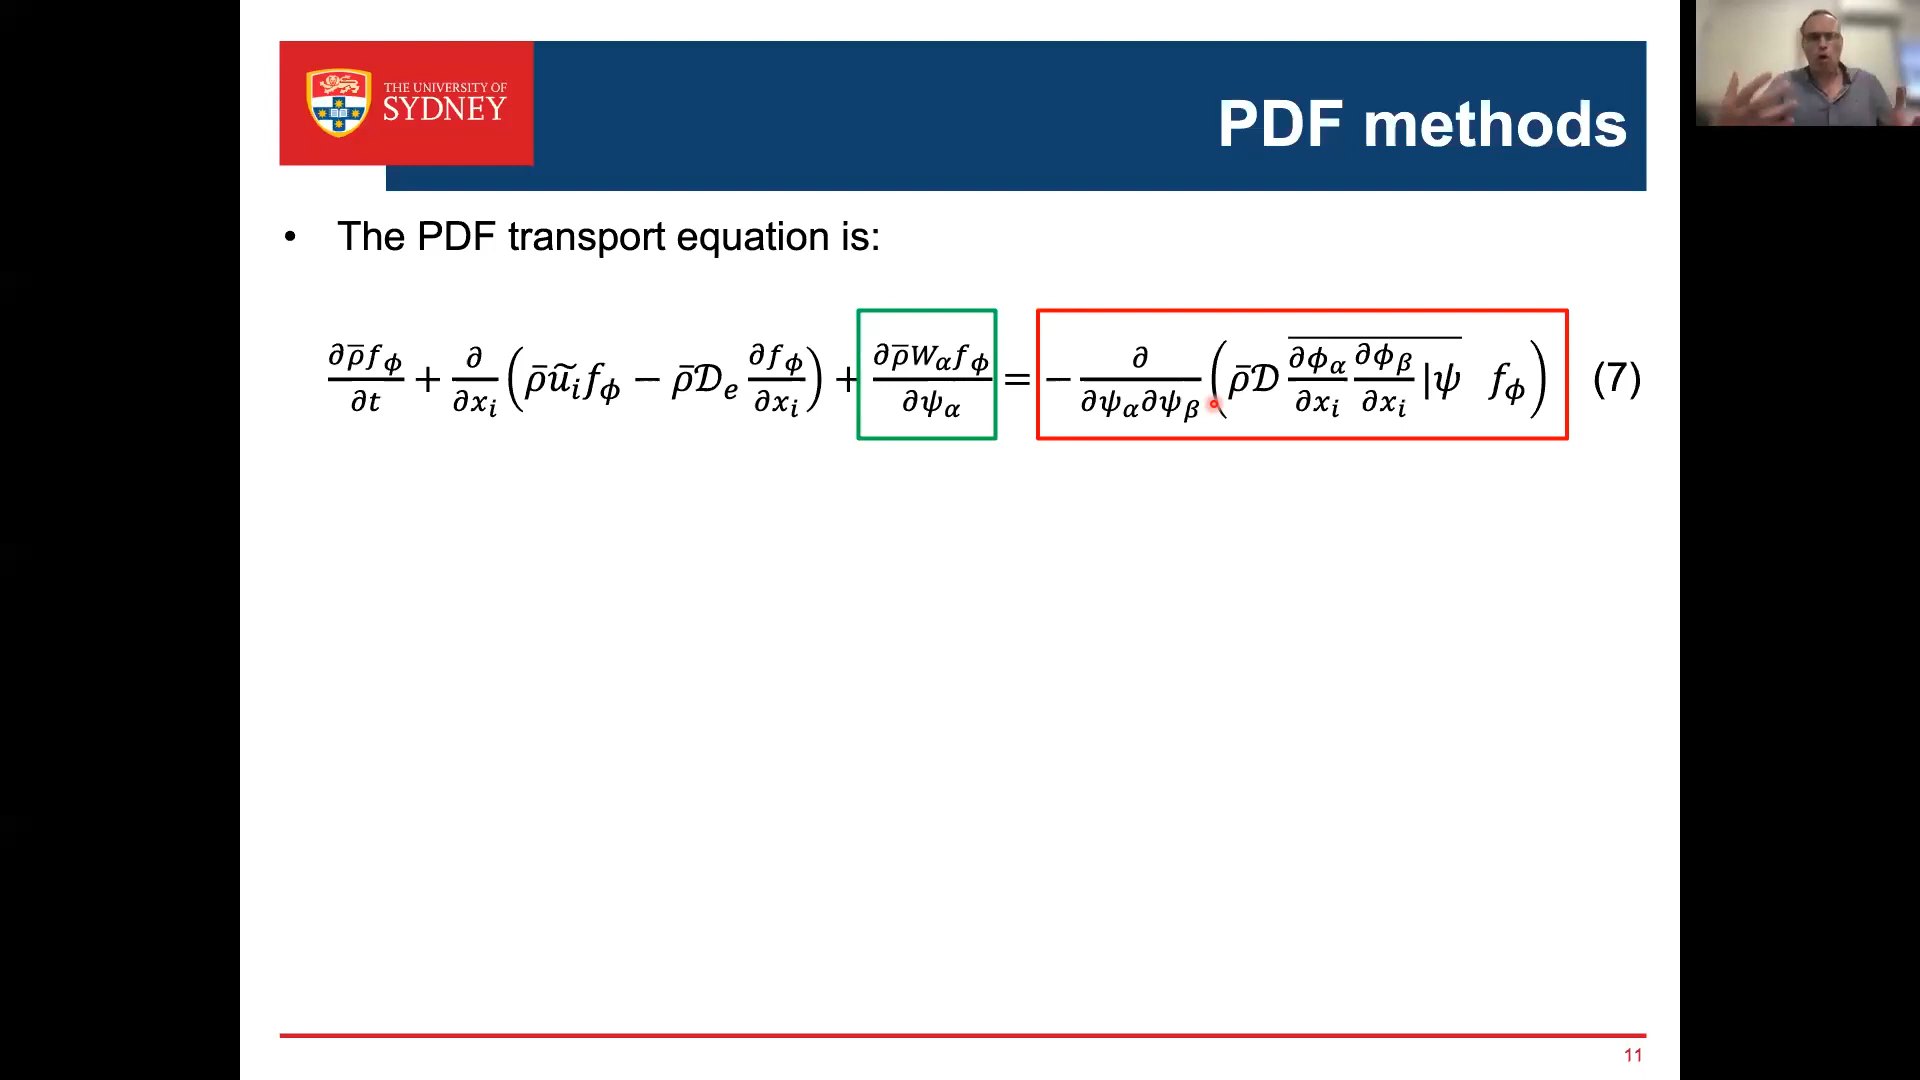 THE UNIVERSITY OF
SYDNEY
PDF methods
• The PDF transport equation is:
∂ρ̅f_ϕ/∂t + ∂/∂x_i (ρ̅ũ_i f_ϕ − ρ̅𝒟_e ∂f_ϕ/∂x_i) + ∂ρ̅W_α f_ϕ/∂ψ_α = − ∂/∂ψ_α∂ψ_β (ρ̅𝒟 \overline{∂ϕ_α/∂x_i ∂ϕ_β/∂x_i |ψ} f_ϕ) (7)
11